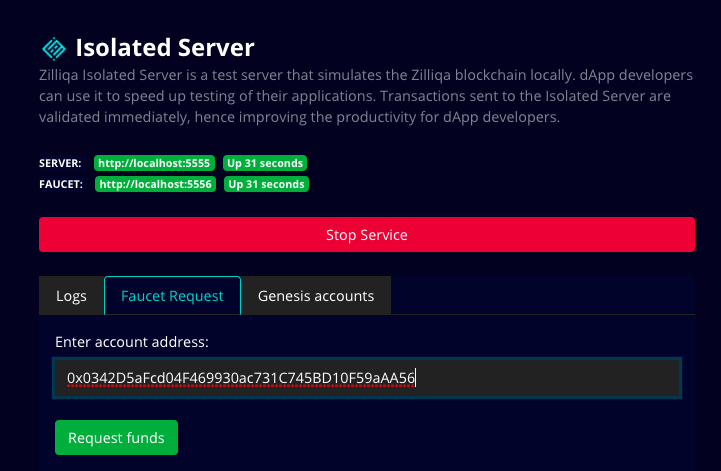 Isolated Server
Zilliqa Isolated Server is a test server that simulates the Zilliqa blockchain locally. dApp developers
can use it to speed up testing of their applications. Transactions sent to the Isolated Server are
validated immediately, hence improving the productivity for dApp developers.
SERVER: http://localhost:5555 Up 31 seconds
FAUCET: http://localhost:5556 Up 31 seconds
Stop Service
Logs Faucet Request Genesis accounts
Enter account address:
0x0342D5aFcd04F469930ac731C745BD10F59aAA56
Request funds